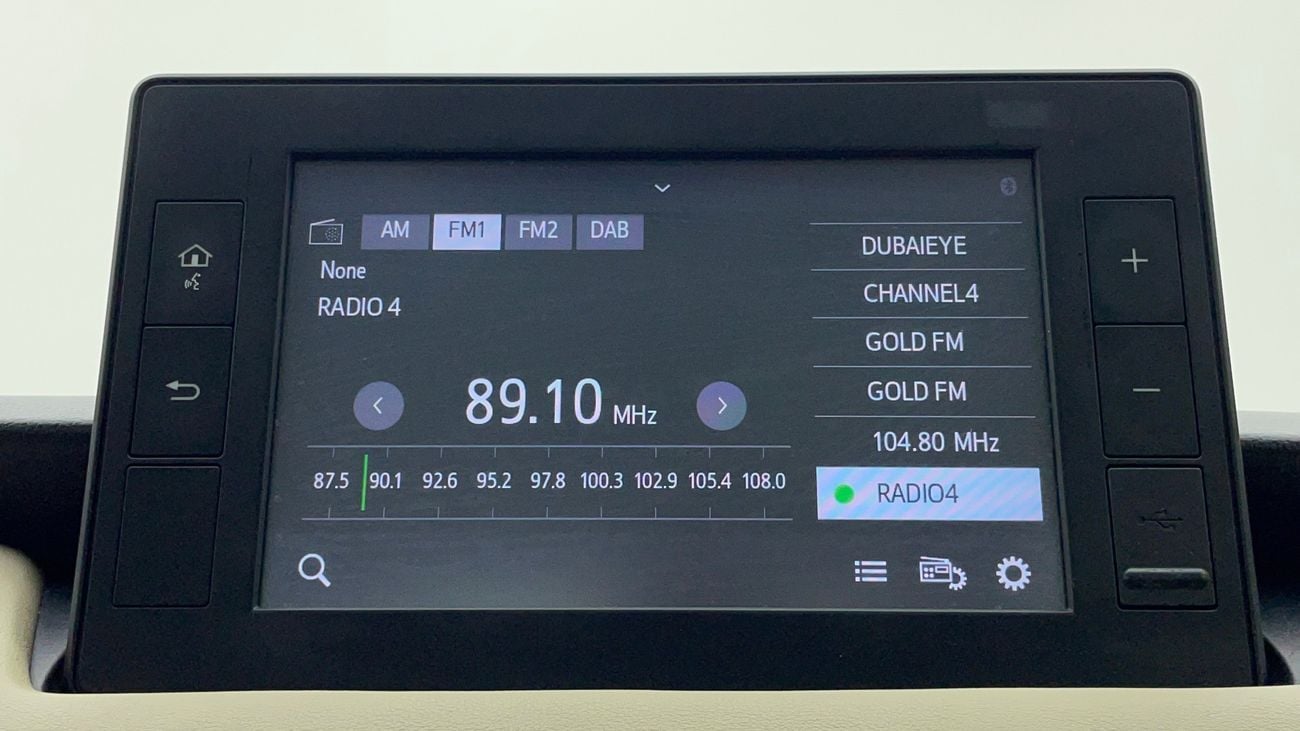 AM FM1 FM2 DAB
None
RADIO 4
89.10 MHz
87.5 90.1 92.6 95.2 97.8 100.3 102.9 105.4 108.0
DUBAIEYE
CHANNEL4
GOLD FM
GOLD FM
104.80 MHz
RADIO4